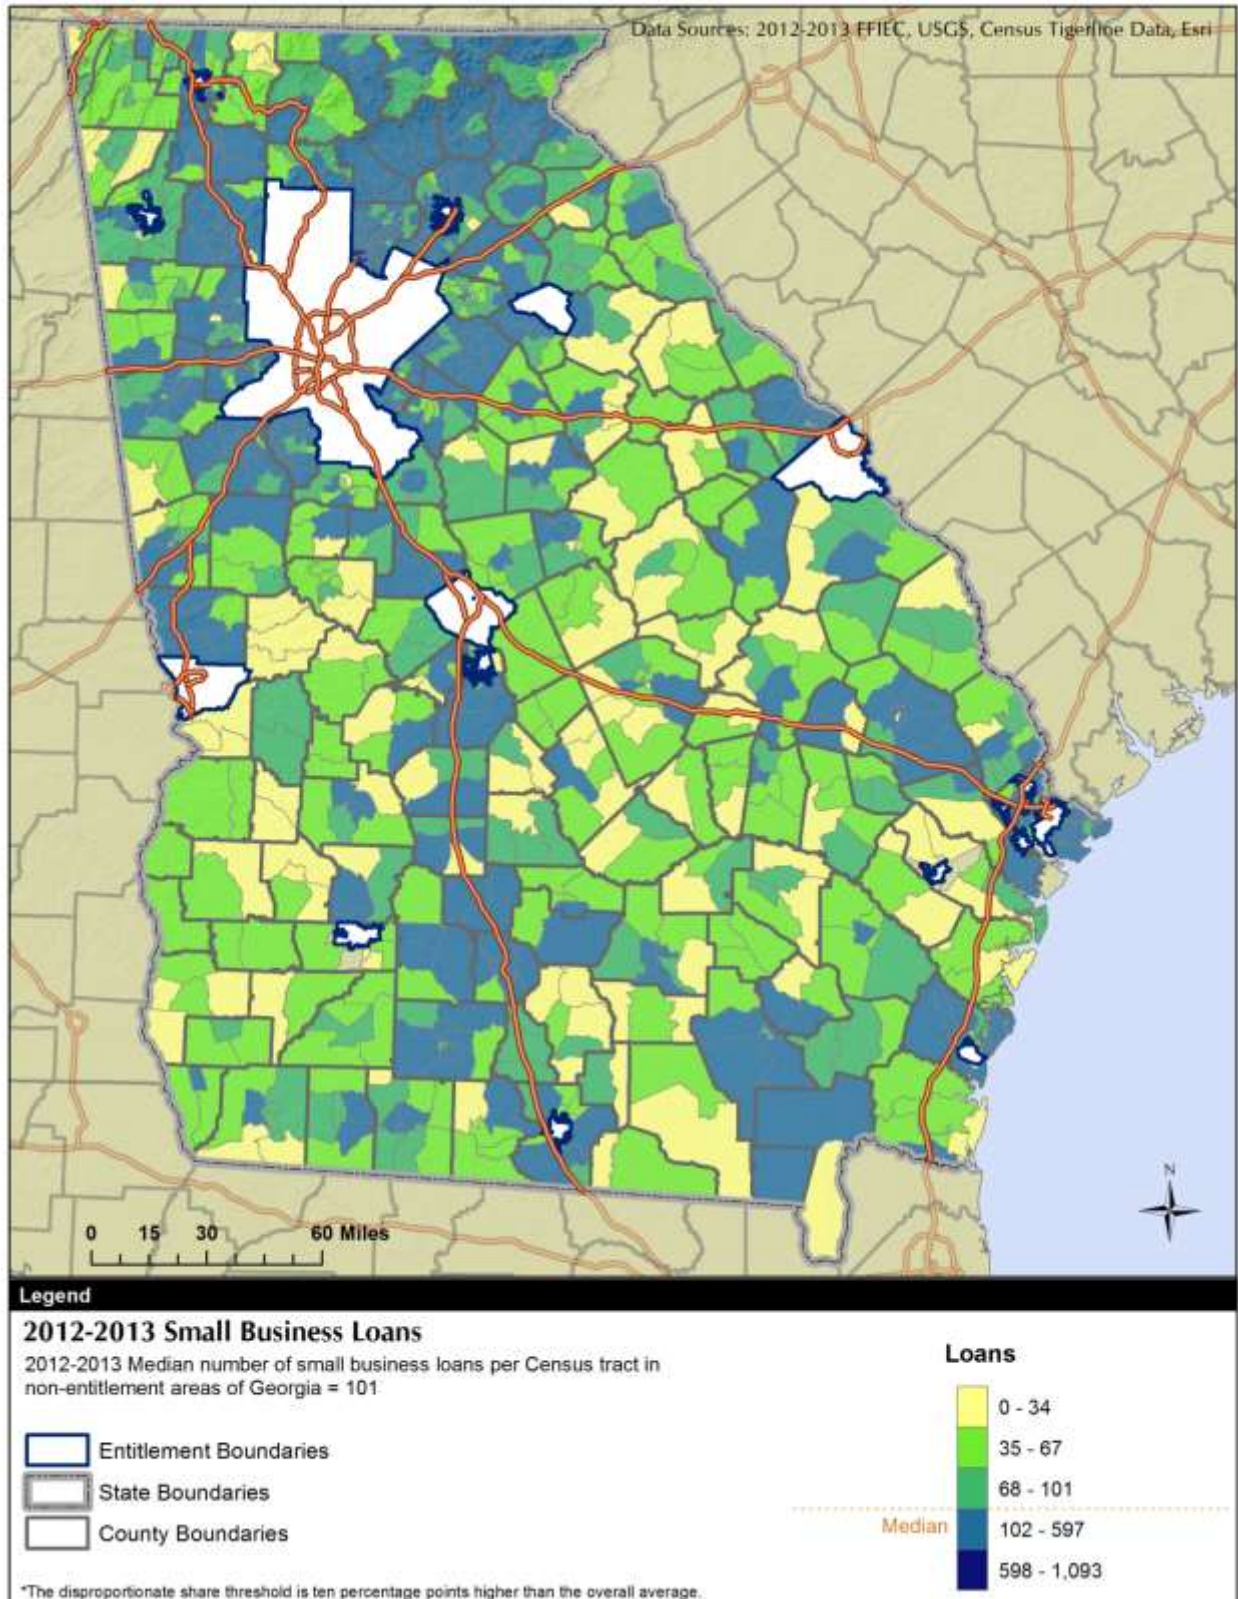 Data Sources: 2012-2013 FFIEC, USGS, Census Tigerline Data, Esri
N
0 15 30 60 Miles
Legend
2012-2013 Small Business Loans
2012-2013 Median number of small business loans per Census tract in
non-entitlement areas of Georgia = 101
Entitlement Boundaries
State Boundaries
County Boundaries
*The disproportionate share threshold is ten percentage points higher than the overall average.
Loans
0 - 34
35 - 67
68 - 101
Median
102 - 597
598 - 1,093